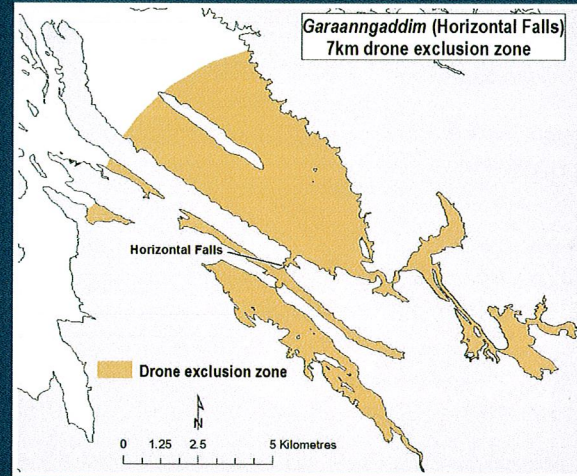 Garaanngaddim (Horizontal Falls)
7km drone exclusion zone
Horizontal Falls
Drone exclusion zone
N
0 1.25 2.5 5 Kilometres